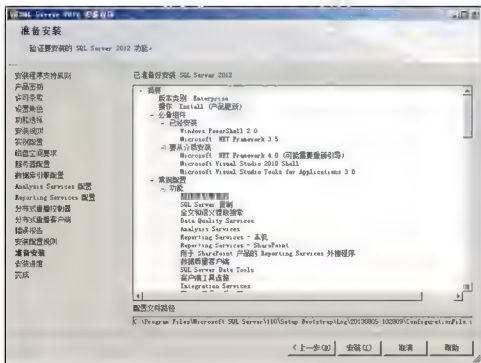 SQL Server 2012 安装程序
准备安装
验证要安装的 SQL Server 2012 功能。
安装程序支持规则
产品密钥
许可条款
设置角色
功能选择
安装规则
实例配置
磁盘空间要求
服务器配置
数据库引擎配置
Analysis Services 配置
Reporting Services 配置
分布式重播控制器
分布式重播客户端
错误报告
安装配置规则
准备安装
安装进度
完成
已准备好安装 SQL Server 2012
摘要
版本类别 Enterprise
操作 Install (产品更新)
必备组件
已经安装
Windows PowerShell 2.0
Microsoft .NET Framework 3.5
要从介质安装
Microsoft .NET Framework 4.0 (可能需要重新引导)
Microsoft Visual Studio 2010 Shell
Microsoft Visual Studio Tools for Applications 3.0
常规配置
功能
SQL Server 复制
全文和语义提取搜索
Data Quality Services
Analysis Services
Reporting Services - 本机
Reporting Services - SharePoint
用于 SharePoint 产品的 Reporting Services 外接程序
数据质量客户端
SQL Server Data Tools
客户端工具连接
Integration Services
配置文件路径
C:\Program Files\Microsoft SQL Server\110\Setup Bootstrap\Log\20130805_102809\ConfigurationFile.i
< 上一步(B)
安装(I)
取消
帮助